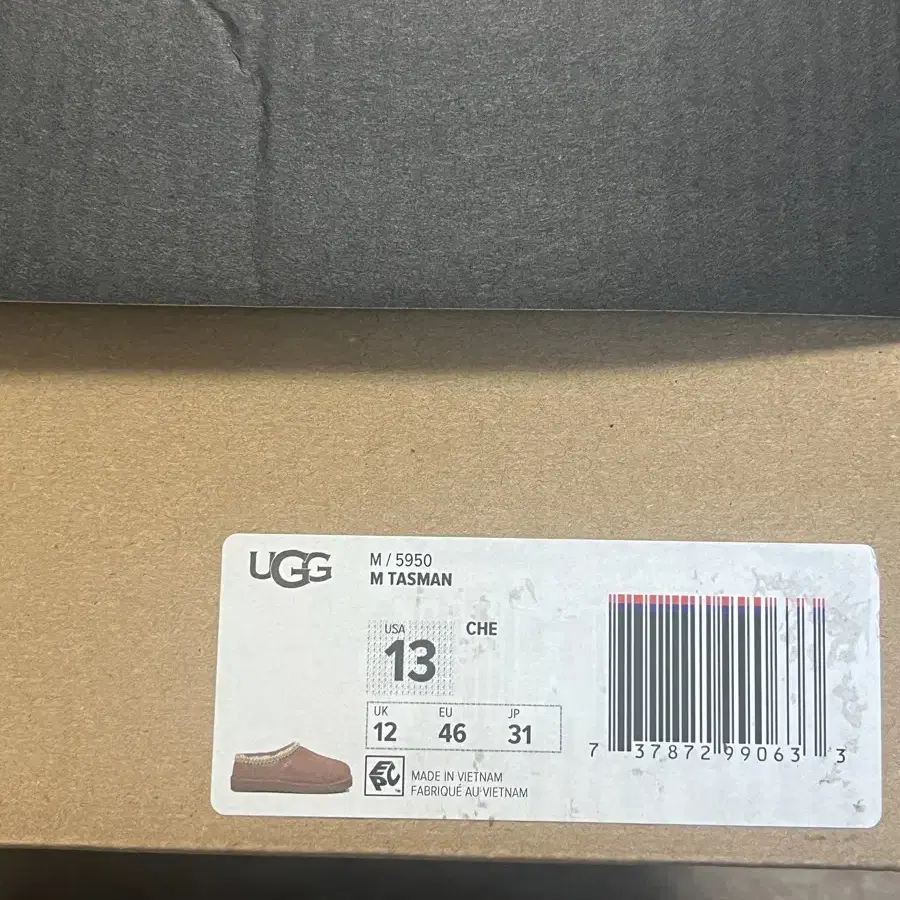 UGG
M / 5950
M TASMAN
USA
13
CHE
UK EU JP
12 46 31
EPC™
MADE IN VIETNAM
FABRIQUÉ AU VIETNAM
7 37872 99063 3